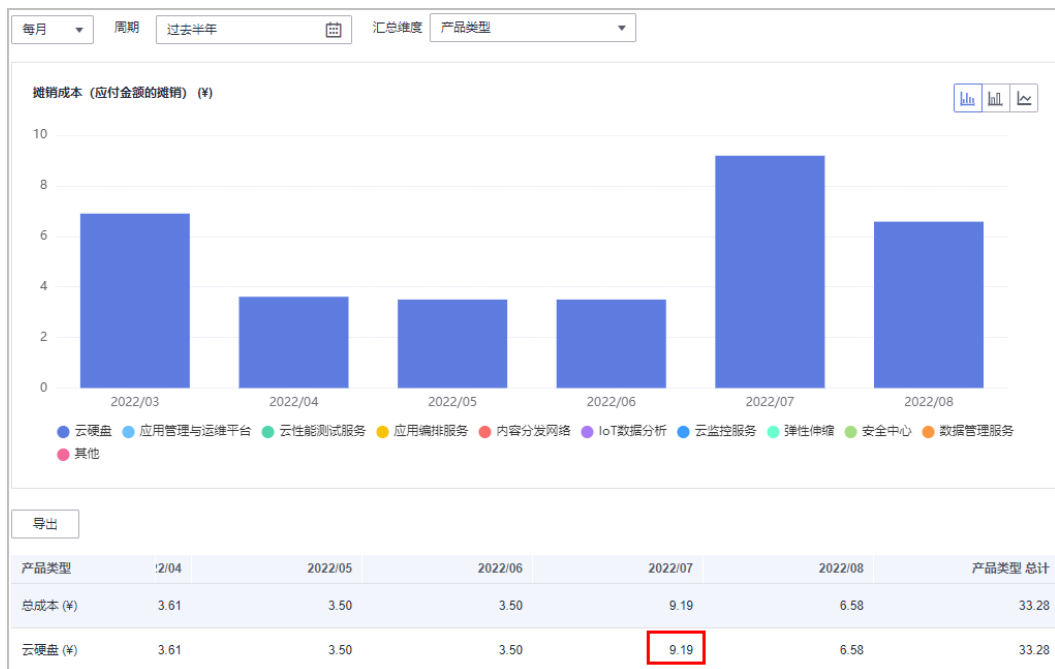 每月 周期 过去半年 汇总维度 产品类型
摊销成本（应付金额的摊销） (¥)
10
8
6
4
2
0
2022/03 2022/04 2022/05 2022/06 2022/07 2022/08
云硬盘 应用管理与运维平台 云性能测试服务 应用编排服务 内容分发网络 IoT数据分析 云监控服务 弹性伸缩 安全中心 数据管理服务
其他
导出
产品类型 2/04 2022/05 2022/06 2022/07 2022/08 产品类型 总计
总成本 (¥) 3.61 3.50 3.50 9.19 6.58 33.28
云硬盘 (¥) 3.61 3.50 3.50 9.19 6.58 33.28